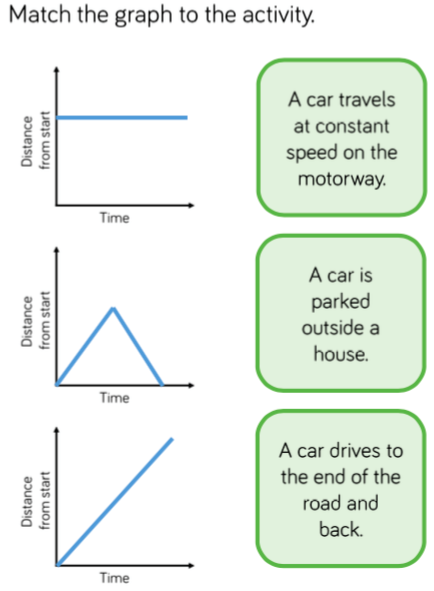 Match the graph to the activity.
Distance
from start
Time
A car travels
at constant
speed on the
motorway.
Distance
from start
Time
A car is
parked
outside a
house.
Distance
from start
Time
A car drives to
the end of the
road and
back.